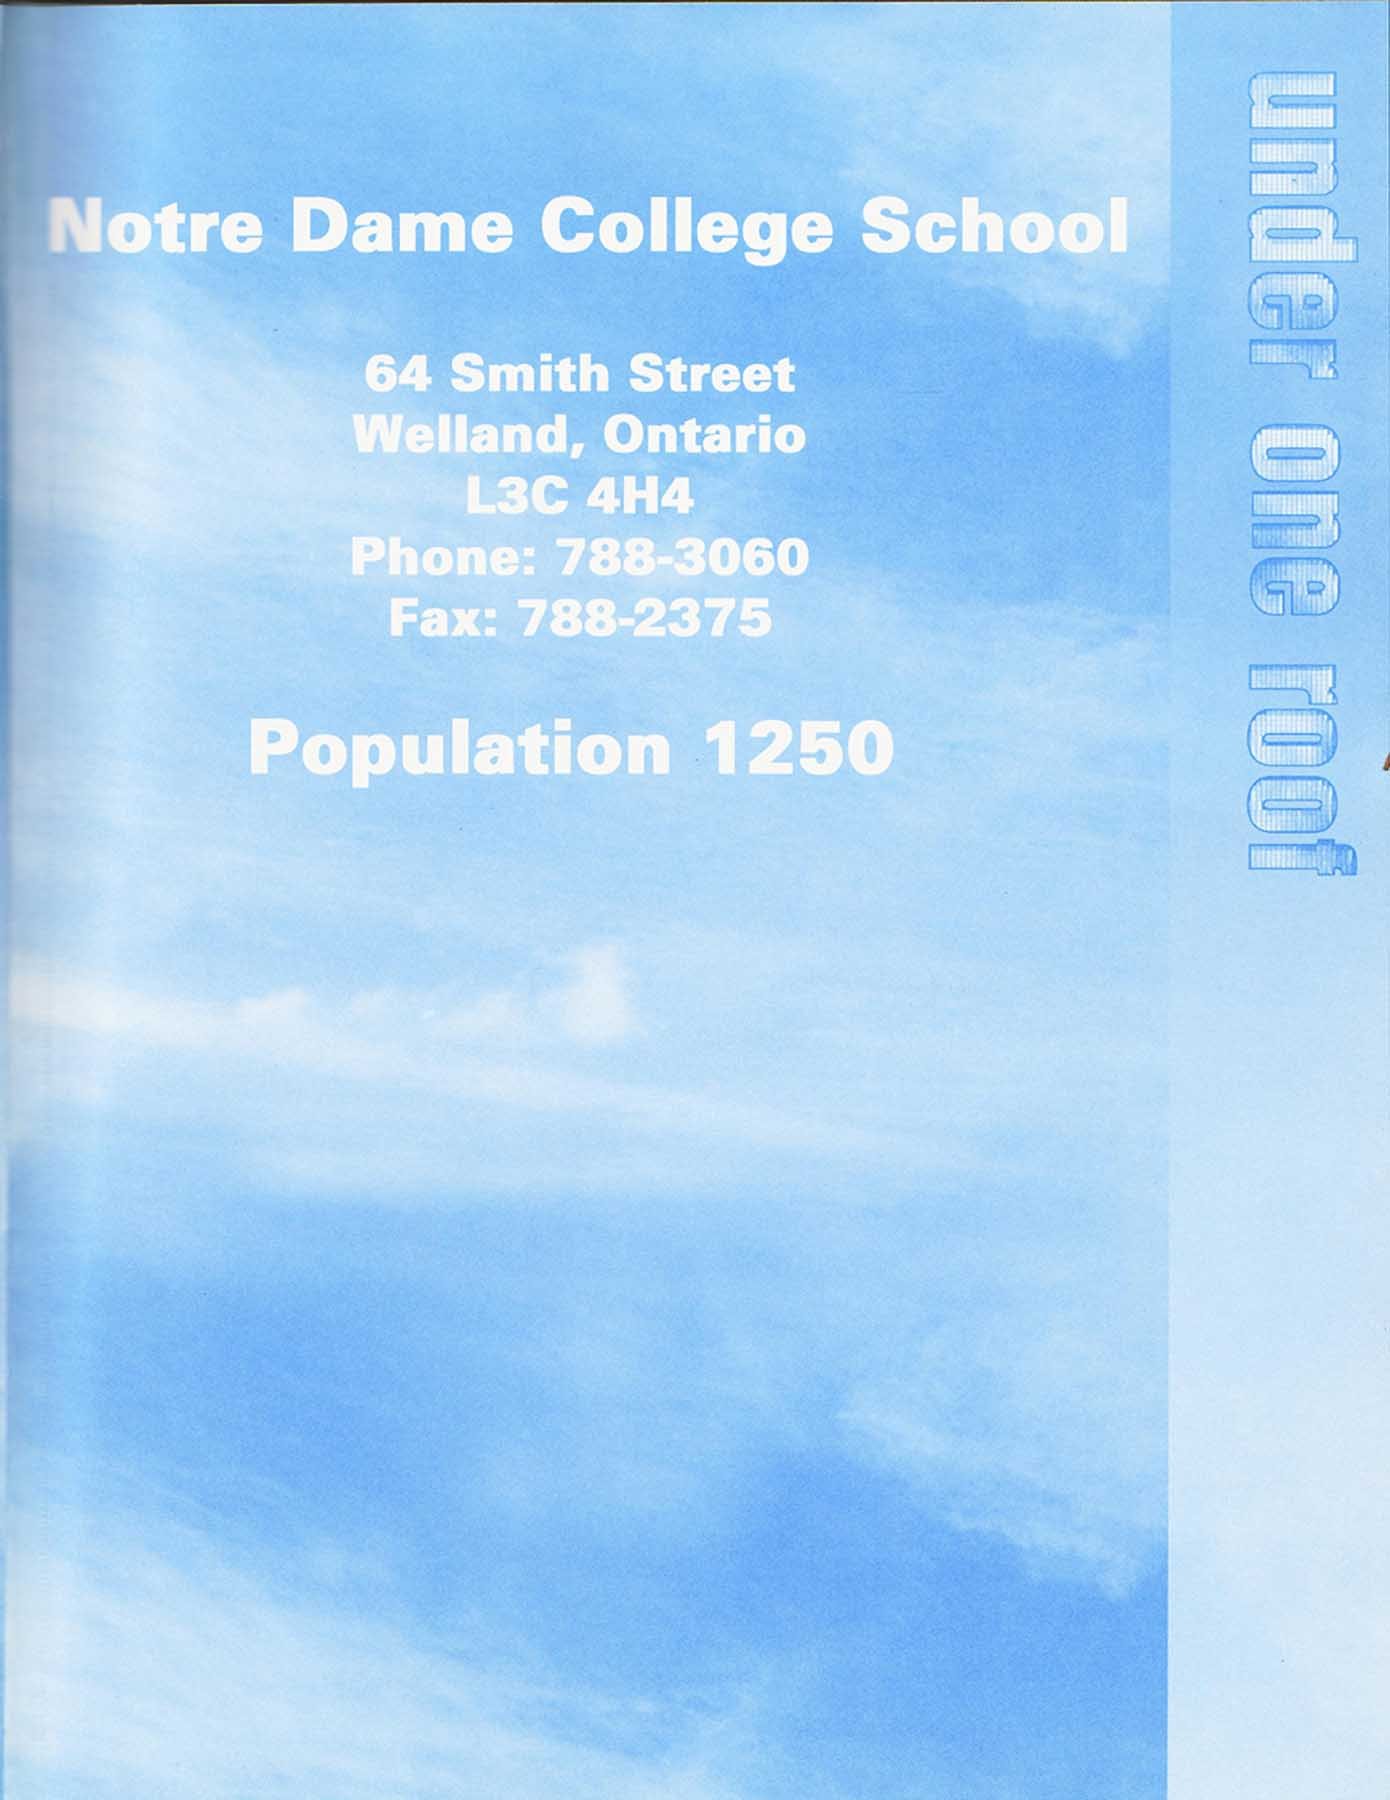 Notre Dame College School
64 Smith Street
Welland, Ontario
L3C 4H4
Phone: 788-3060
Fax: 788-2375
Population 1250
under one roof